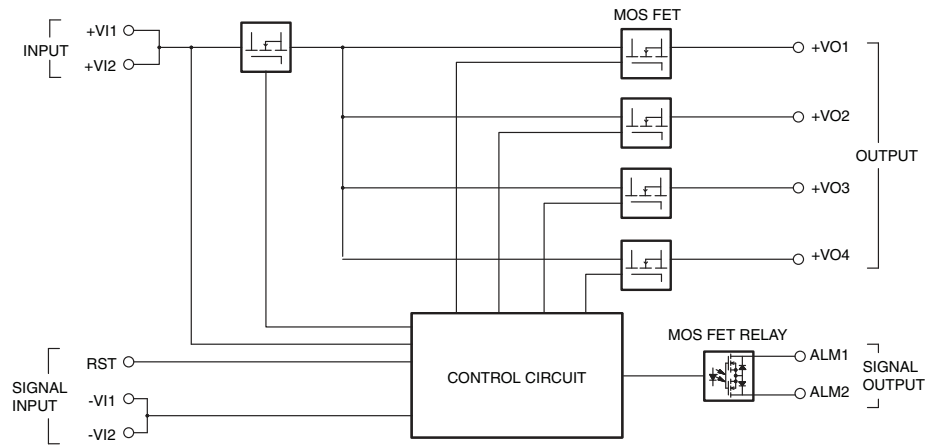 MOS FET
+VI1
INPUT
+VI2
+VO1
+VO2
OUTPUT
+VO3
+VO4
MOS FET RELAY
RST
SIGNAL
INPUT
-VI1
-VI2
CONTROL CIRCUIT
ALM1
ALM2
SIGNAL
OUTPUT